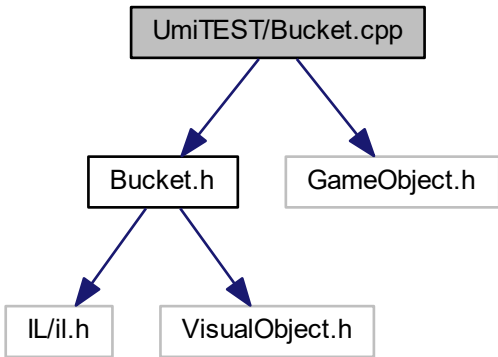 UmiTEST/Bucket.cpp
Bucket.h
GameObject.h
IL/il.h
VisualObject.h